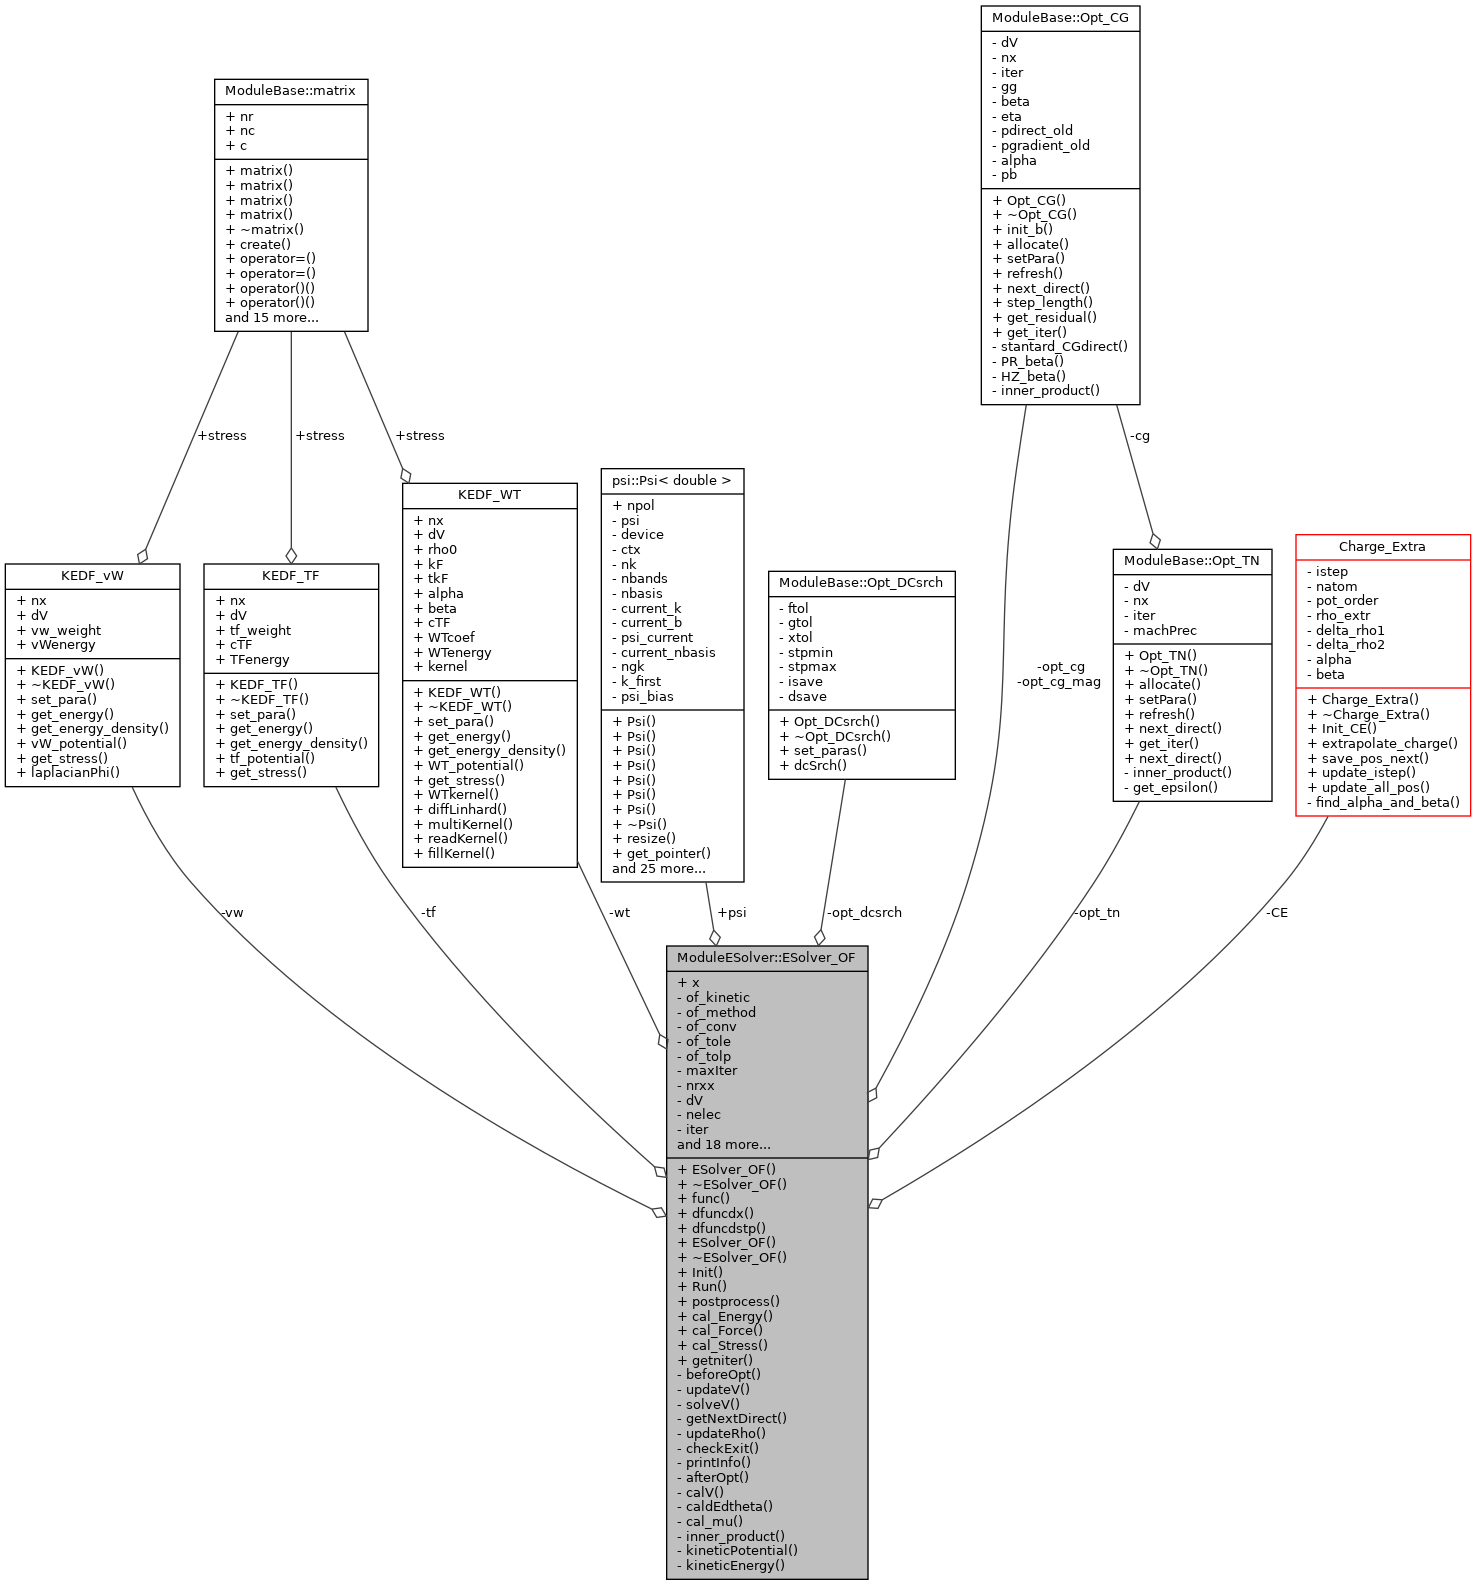 ModuleBase::Opt_CG
- dV
- nx
- iter
- gg
- beta
- eta
- pdirect_old
- pgradient_old
- alpha
- pb
+ Opt_CG()
+ ~Opt_CG()
+ init_b()
+ allocate()
+ setPara()
+ refresh()
+ next_direct()
+ step_length()
+ get_residual()
+ get_iter()
- stantard_CGdirect()
- PR_beta()
- HZ_beta()
- inner_product()
ModuleBase::matrix
+ nr
+ nc
+ c
+ matrix()
+ matrix()
+ matrix()
+ matrix()
+ ~matrix()
+ create()
+ operator=()
+ operator=()
+ operator()()
+ operator()()
and 15 more...
+stress
+stress
+stress
-cg
KEDF_vW
+ nx
+ dV
+ vw_weight
+ vWenergy
+ KEDF_vW()
+ ~KEDF_vW()
+ set_para()
+ get_energy()
+ get_energy_density()
+ vW_potential()
+ get_stress()
+ laplacianPhi()
KEDF_TF
+ nx
+ dV
+ tf_weight
+ cTF
+ TFenergy
+ KEDF_TF()
+ ~KEDF_TF()
+ set_para()
+ get_energy()
+ get_energy_density()
+ tf_potential()
+ get_stress()
KEDF_WT
+ nx
+ dV
+ rho0
+ kF
+ tkF
+ alpha
+ beta
+ cTF
+ WTcoef
+ WTenergy
+ kernel
+ KEDF_WT()
+ ~KEDF_WT()
+ set_para()
+ get_energy()
+ get_energy_density()
+ WT_potential()
+ get_stress()
+ WTkernel()
+ diffLinhard()
+ multiKernel()
+ readKernel()
+ fillKernel()
psi::Psi< double >
+ npol
- psi
- device
- ctx
- nk
- nbands
- nbasis
- current_k
- current_b
- psi_current
- current_nbasis
- ngk
- k_first
- psi_bias
+ Psi()
+ Psi()
+ Psi()
+ Psi()
+ Psi()
+ Psi()
+ Psi()
+ ~Psi()
+ resize()
+ get_pointer()
and 25 more...
ModuleBase::Opt_DCsrch
- ftol
- gtol
- xtol
- stpmin
- stpmax
- isave
- dsave
+ Opt_DCsrch()
+ ~Opt_DCsrch()
+ set_paras()
+ dcSrch()
-opt_cg
-opt_cg_mag
ModuleBase::Opt_TN
- dV
- nx
- iter
- machPrec
+ Opt_TN()
+ ~Opt_TN()
+ allocate()
+ setPara()
+ refresh()
+ next_direct()
+ get_iter()
+ next_direct()
- inner_product()
- get_epsilon()
Charge_Extra
- istep
- natom
- pot_order
- rho_extr
- delta_rho1
- delta_rho2
- alpha
- beta
+ Charge_Extra()
+ ~Charge_Extra()
+ Init_CE()
+ extrapolate_charge()
+ save_pos_next()
+ update_istep()
+ update_all_pos()
- find_alpha_and_beta()
-vw
-tf
-wt
+psi
-opt_dcsrch
-opt_tn
-CE
ModuleESolver::ESolver_OF
+ x
- of_kinetic
- of_method
- of_conv
- of_tole
- of_tolp
- maxIter
- nrxx
- dV
- nelec
- iter
and 18 more...
+ ESolver_OF()
+ ~ESolver_OF()
+ func()
+ dfuncdx()
+ dfuncdstp()
+ ESolver_OF()
+ ~ESolver_OF()
+ Init()
+ Run()
+ postprocess()
+ cal_Energy()
+ cal_Force()
+ cal_Stress()
+ getniter()
- beforeOpt()
- updateV()
- solveV()
- getNextDirect()
- updateRho()
- checkExit()
- printInfo()
- afterOpt()
- calV()
- caldEdtheta()
- cal_mu()
- inner_product()
- kineticPotential()
- kineticEnergy()